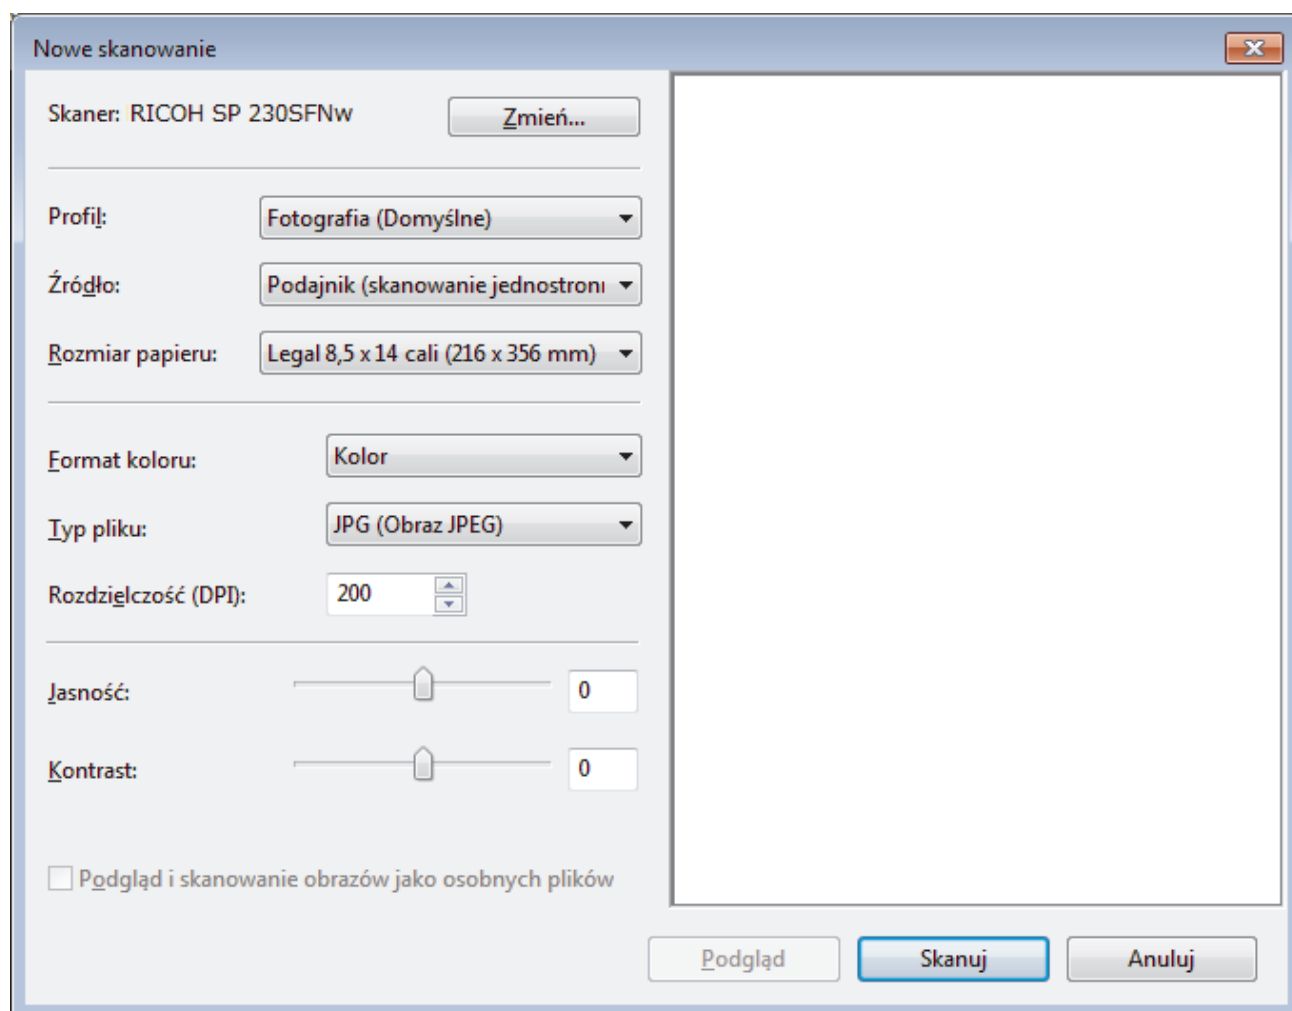 Nowe skanowanie
Skaner: RICOH SP 230SFNw
Zmień...
Profil: Fotografia (Domyślne)
Źródło: Podajnik (skanowanie jednostron
Rozmiar papieru: Legal 8,5 x 14 cali (216 x 356 mm)
Format koloru: Kolor
Typ pliku: JPG (Obraz JPEG)
Rozdzielczość (DPI): 200
Jasność: 0
Kontrast: 0
Podgląd i skanowanie obrazów jako osobnych plików
Podgląd Skanuj Anuluj